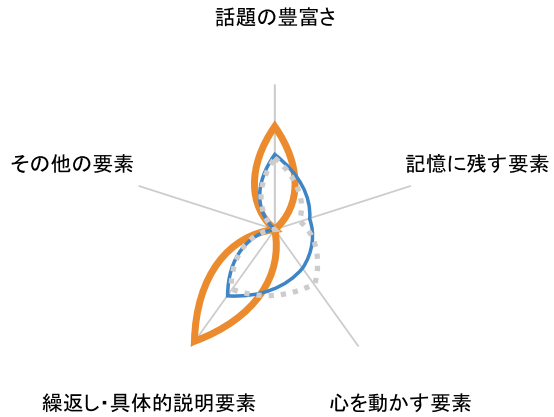 話題の豊富さ
その他の要素
記憶に残す要素
繰返し・具体的説明要素
心を動かす要素